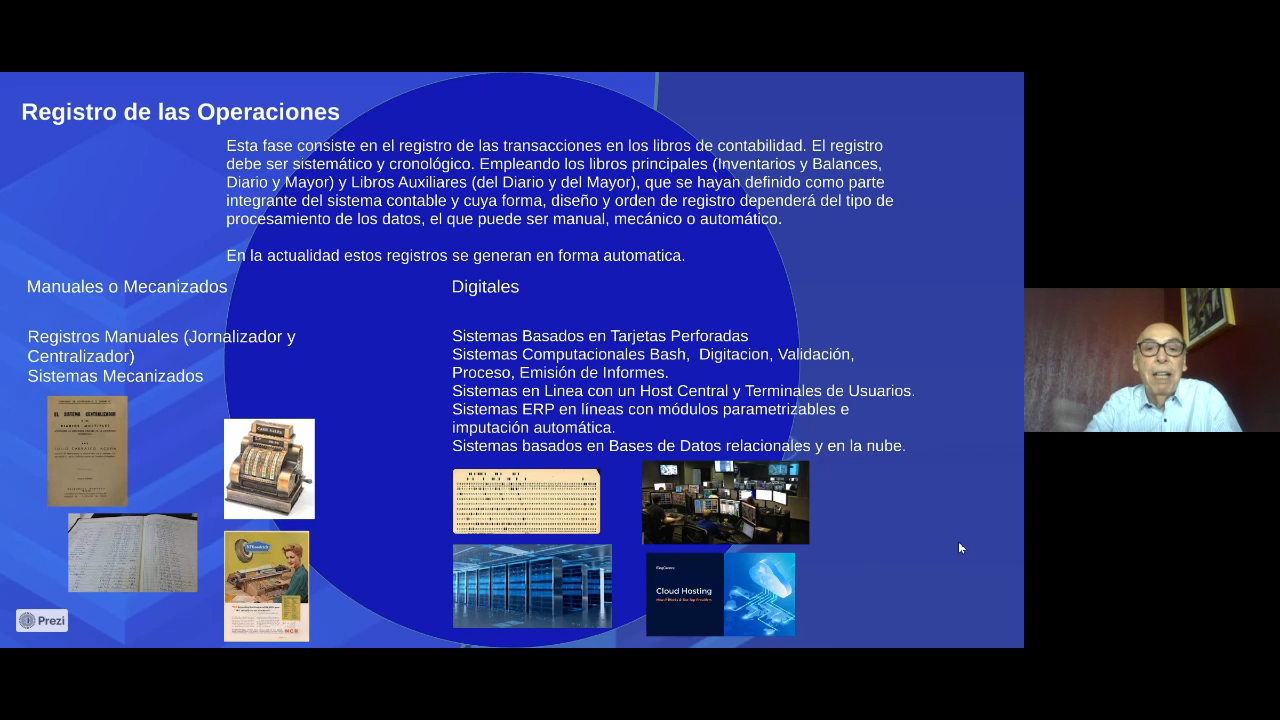 Registro de las Operaciones
Esta fase consiste en el registro de las transacciones en los libros de contabilidad. El registro
debe ser sistemático y cronológico. Empleando los libros principales (Inventarios y Balances,
Diario y Mayor) y Libros Auxiliares (del Diario y del Mayor), que se hayan definido como parte
integrante del sistema contable y cuya forma, diseño y orden de registro dependerá del tipo de
procesamiento de los datos, el que puede ser manual, mecánico o automático.
En la actualidad estos registros se generan en forma automatica.
Manuales o Mecanizados
Registros Manuales (Jornalizador y
Centralizador)
Sistemas Mecanizados
Digitales
Sistemas Basados en Tarjetas Perforadas
Sistemas Computacionales Bash, Digitacion, Validación,
Proceso, Emisión de Informes.
Sistemas en Linea con un Host Central y Terminales de Usuarios.
Sistemas ERP en líneas con módulos parametrizables e
imputación automática.
Sistemas basados en Bases de Datos relacionales y en la nube.
EL SISTEMA CENTRALIZADOR
DIARIOS MULTIPLES
NCR
Cloud Hosting
Prezi